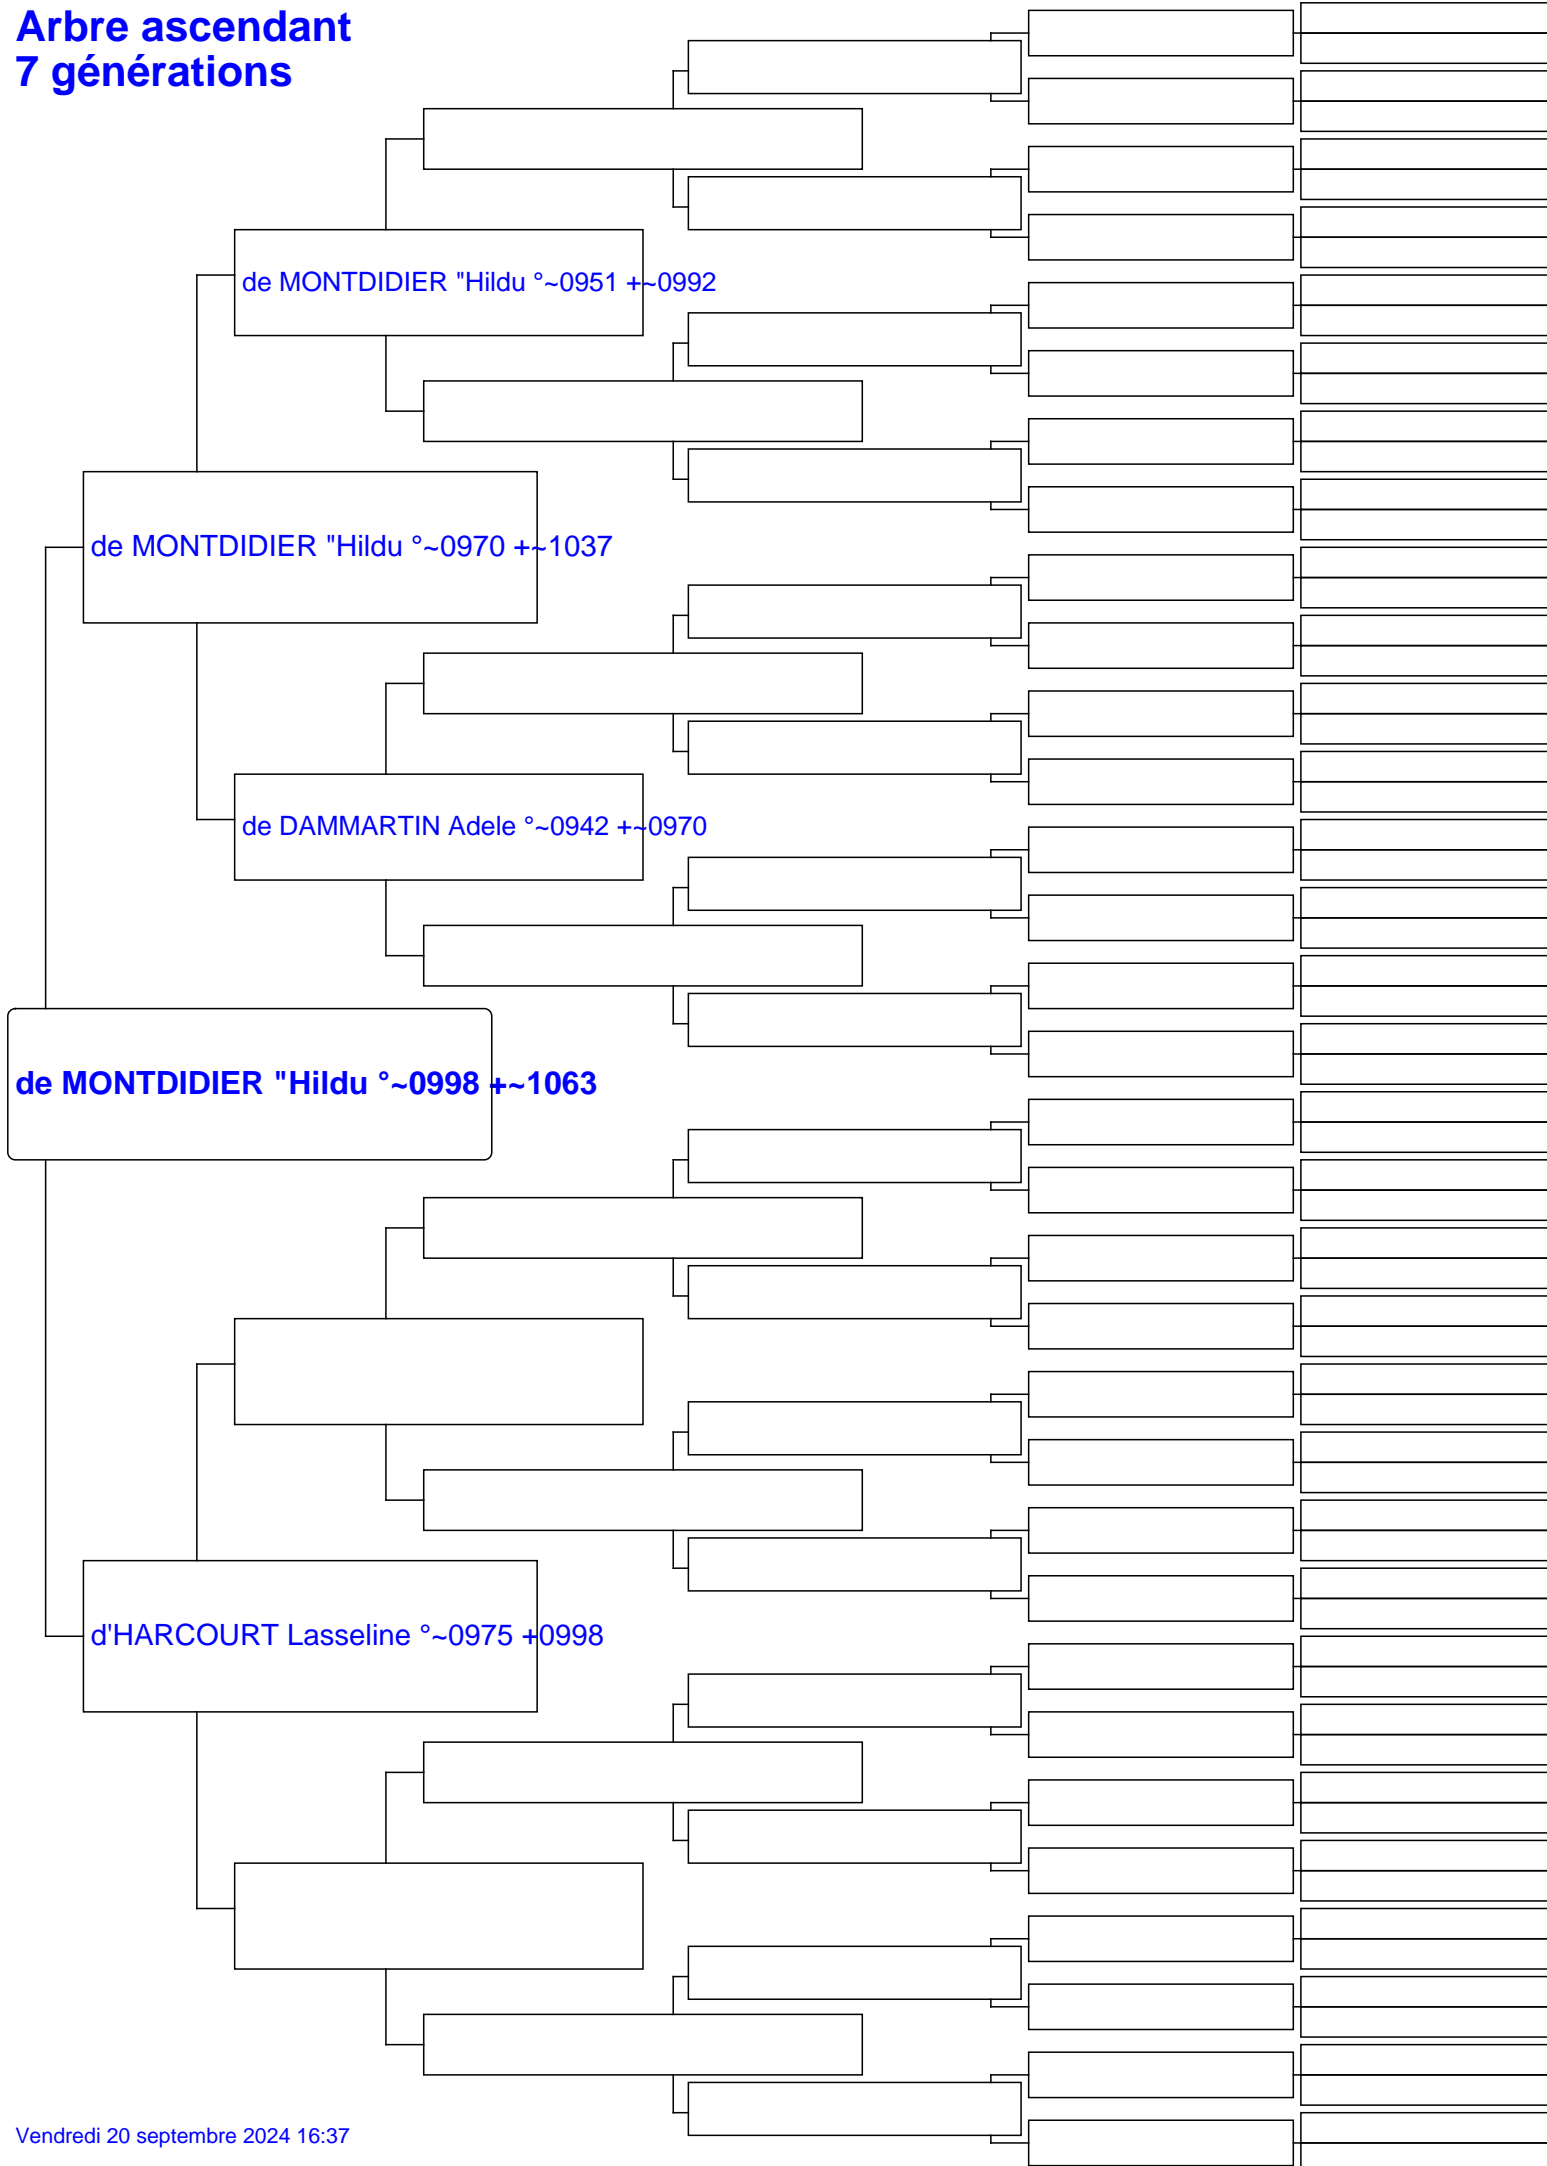 Arbre ascendant
7 générations
de MONTDIDIER "Hildu °~0951 +~0992
de MONTDIDIER "Hildu °~0970 +~1037
de DAMMARTIN Adele °~0942 +~0970
de MONTDIDIER "Hildu °~0998 +~1063
d'HARCOURT Lasseline °~0975 +0998
Vendredi 20 septembre 2024 16:37